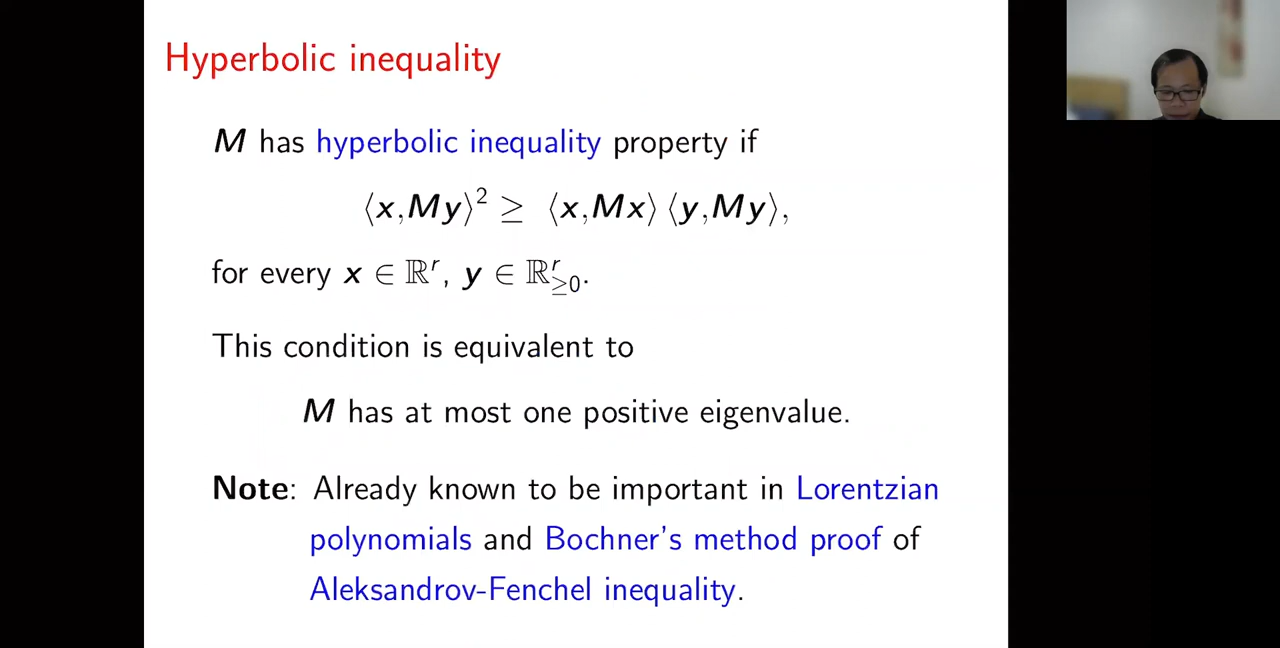 Hyperbolic inequality
M has hyperbolic inequality property if
⟨x, My⟩² ≥ ⟨x, Mx⟩ ⟨y, My⟩,
for every x ∈ ℝʳ, y ∈ ℝʳ≥0.
This condition is equivalent to
M has at most one positive eigenvalue.
Note: Already known to be important in Lorentzian
polynomials and Bochner's method proof of
Aleksandrov-Fenchel inequality.